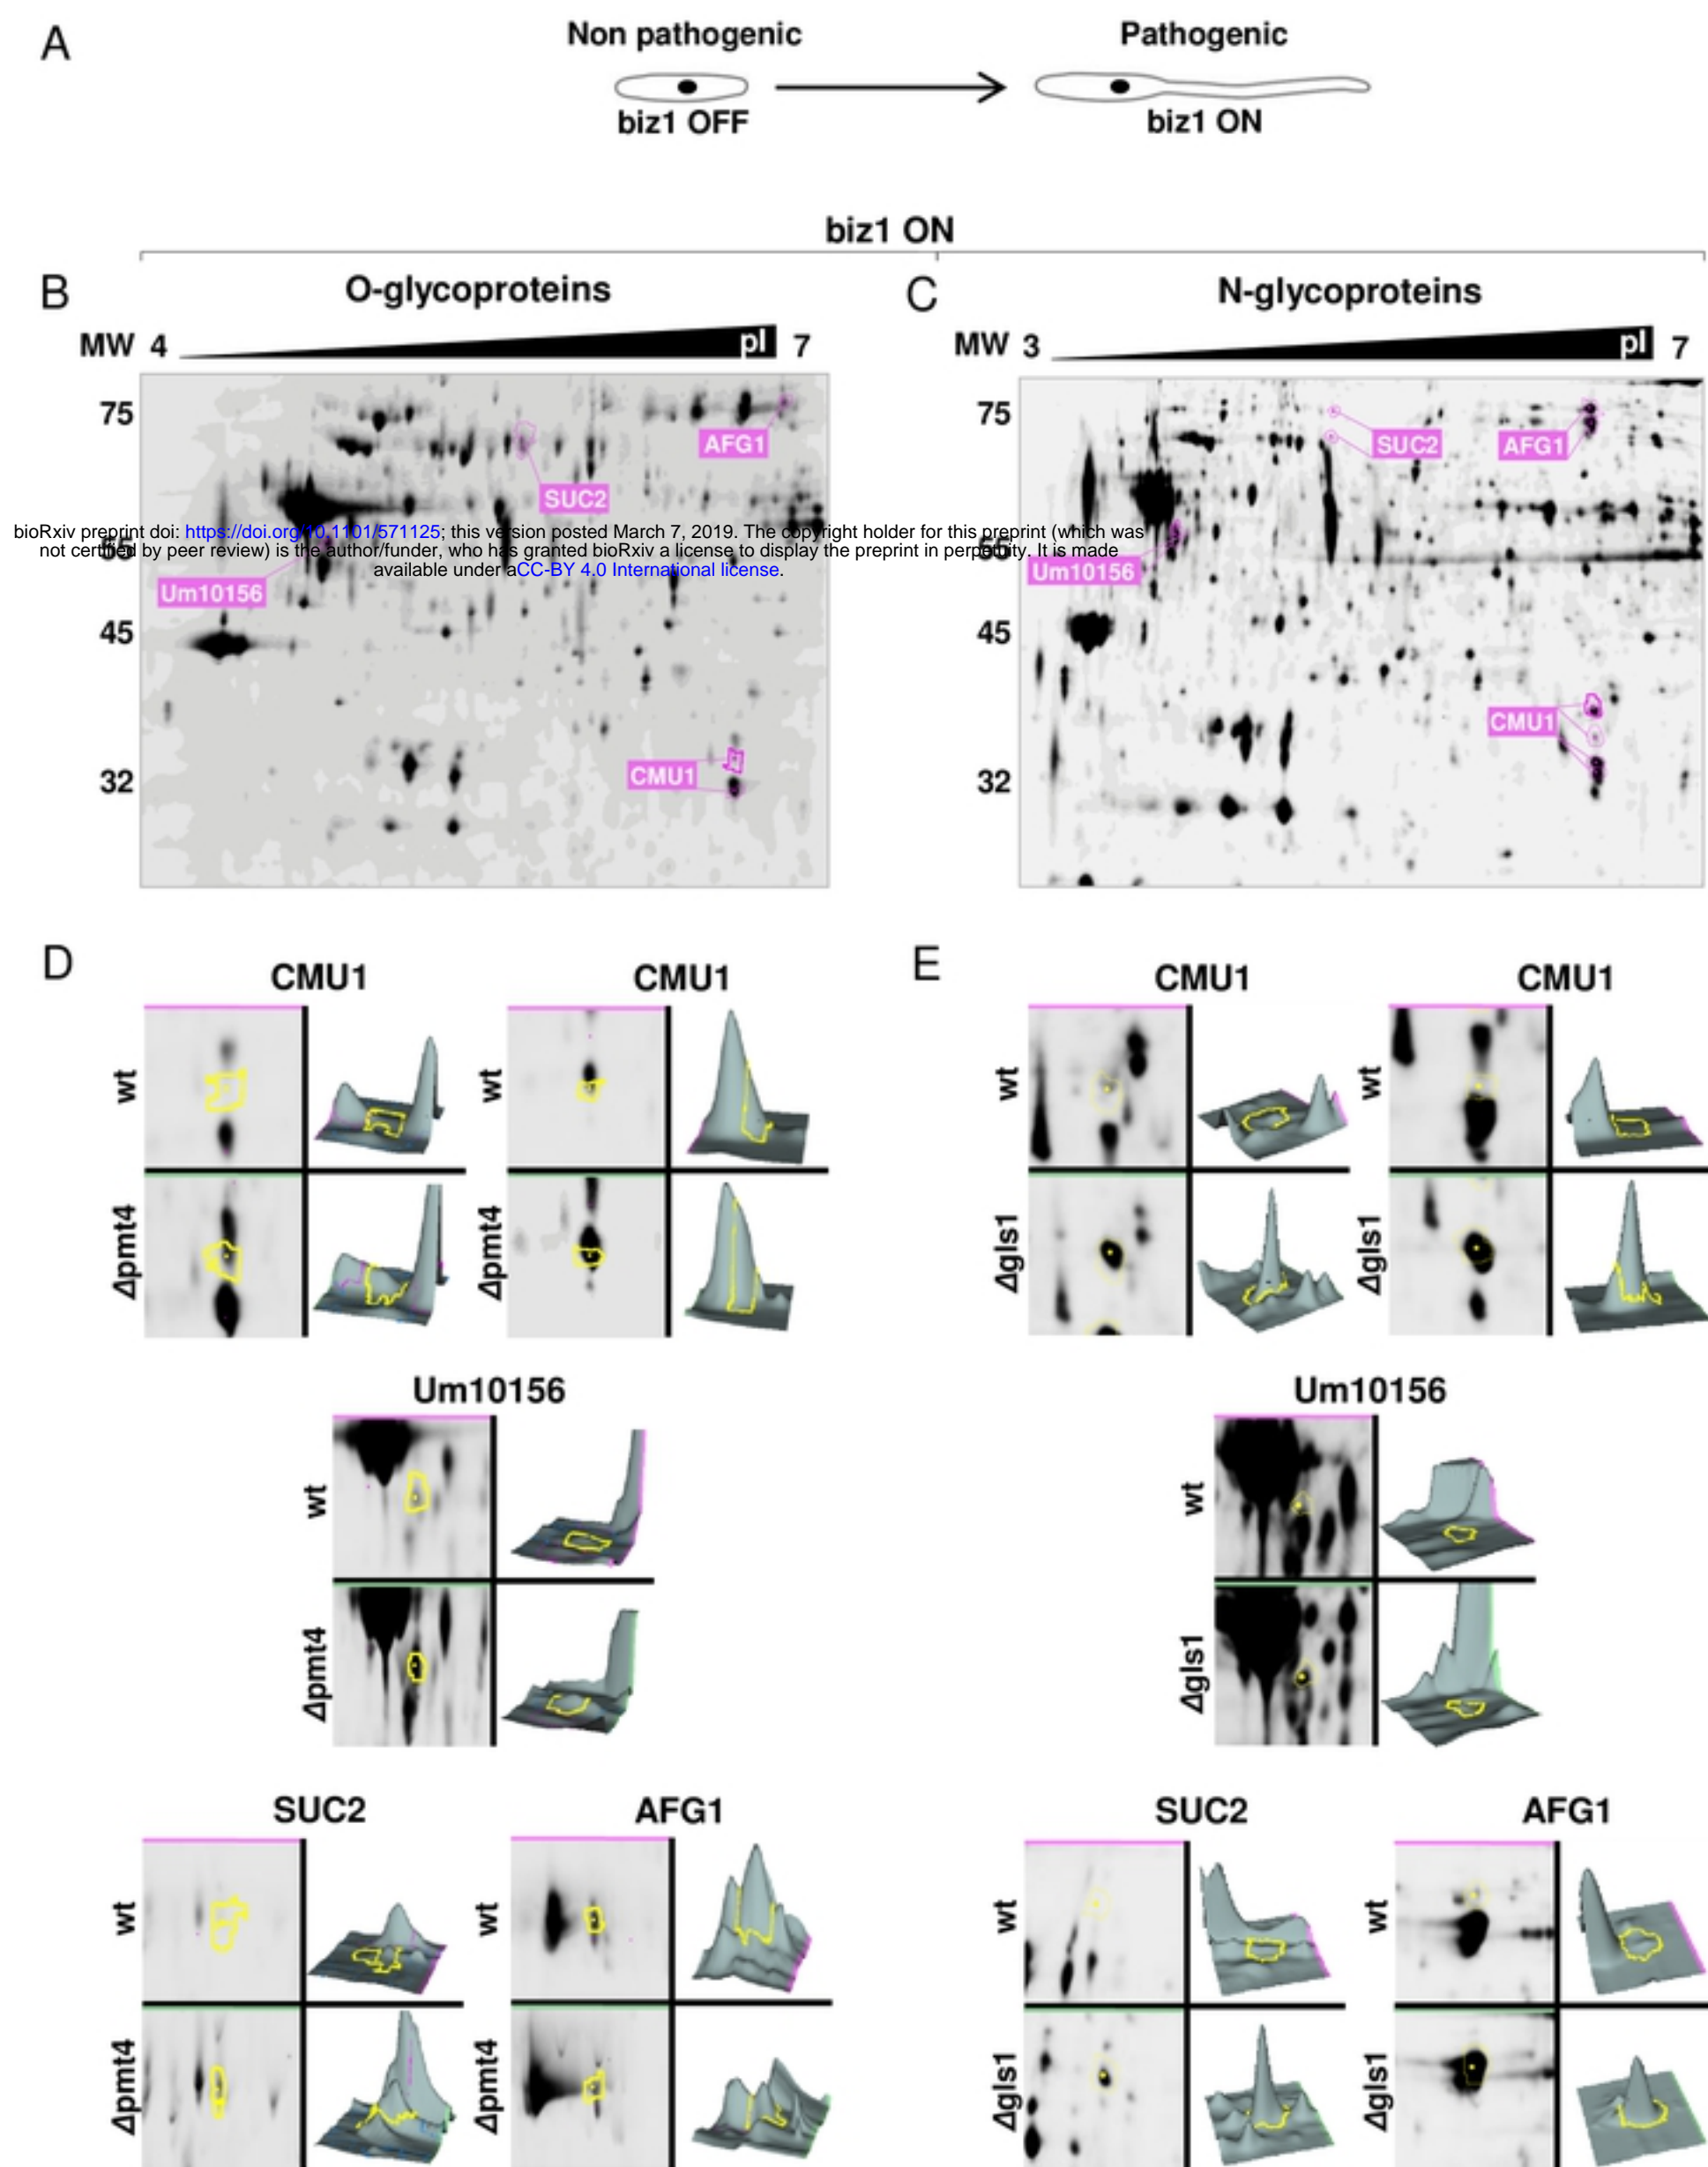 A
Non pathogenic
Pathogenic
biz1 OFF
biz1 ON
biz1 ON
B
O-glycoproteins
C
N-glycoproteins
MW 4
pI
7
MW 3
pI
7
75
AFG1
SUC2
75
SUC2
AFG1
bioRxiv preprint doi: https://doi.org/10.1101/571125; this version posted March 7, 2019. The copyright holder for this preprint (which was
not certified by peer review) is the author/funder, who has granted bioRxiv a license to display the preprint in perpetuity. It is made
available under aCC-BY 4.0 International license.
Um10156
Um10156
45
45
CMU1
CMU1
32
32
D
CMU1
CMU1
E
CMU1
CMU1
wt
wt
wt
wt
Δpmt4
Δpmt4
Δgls1
Δgls1
Um10156
Um10156
wt
wt
Δpmt4
Δgls1
SUC2
AFG1
SUC2
AFG1
wt
wt
wt
wt
Δpmt4
Δpmt4
Δgls1
Δgls1